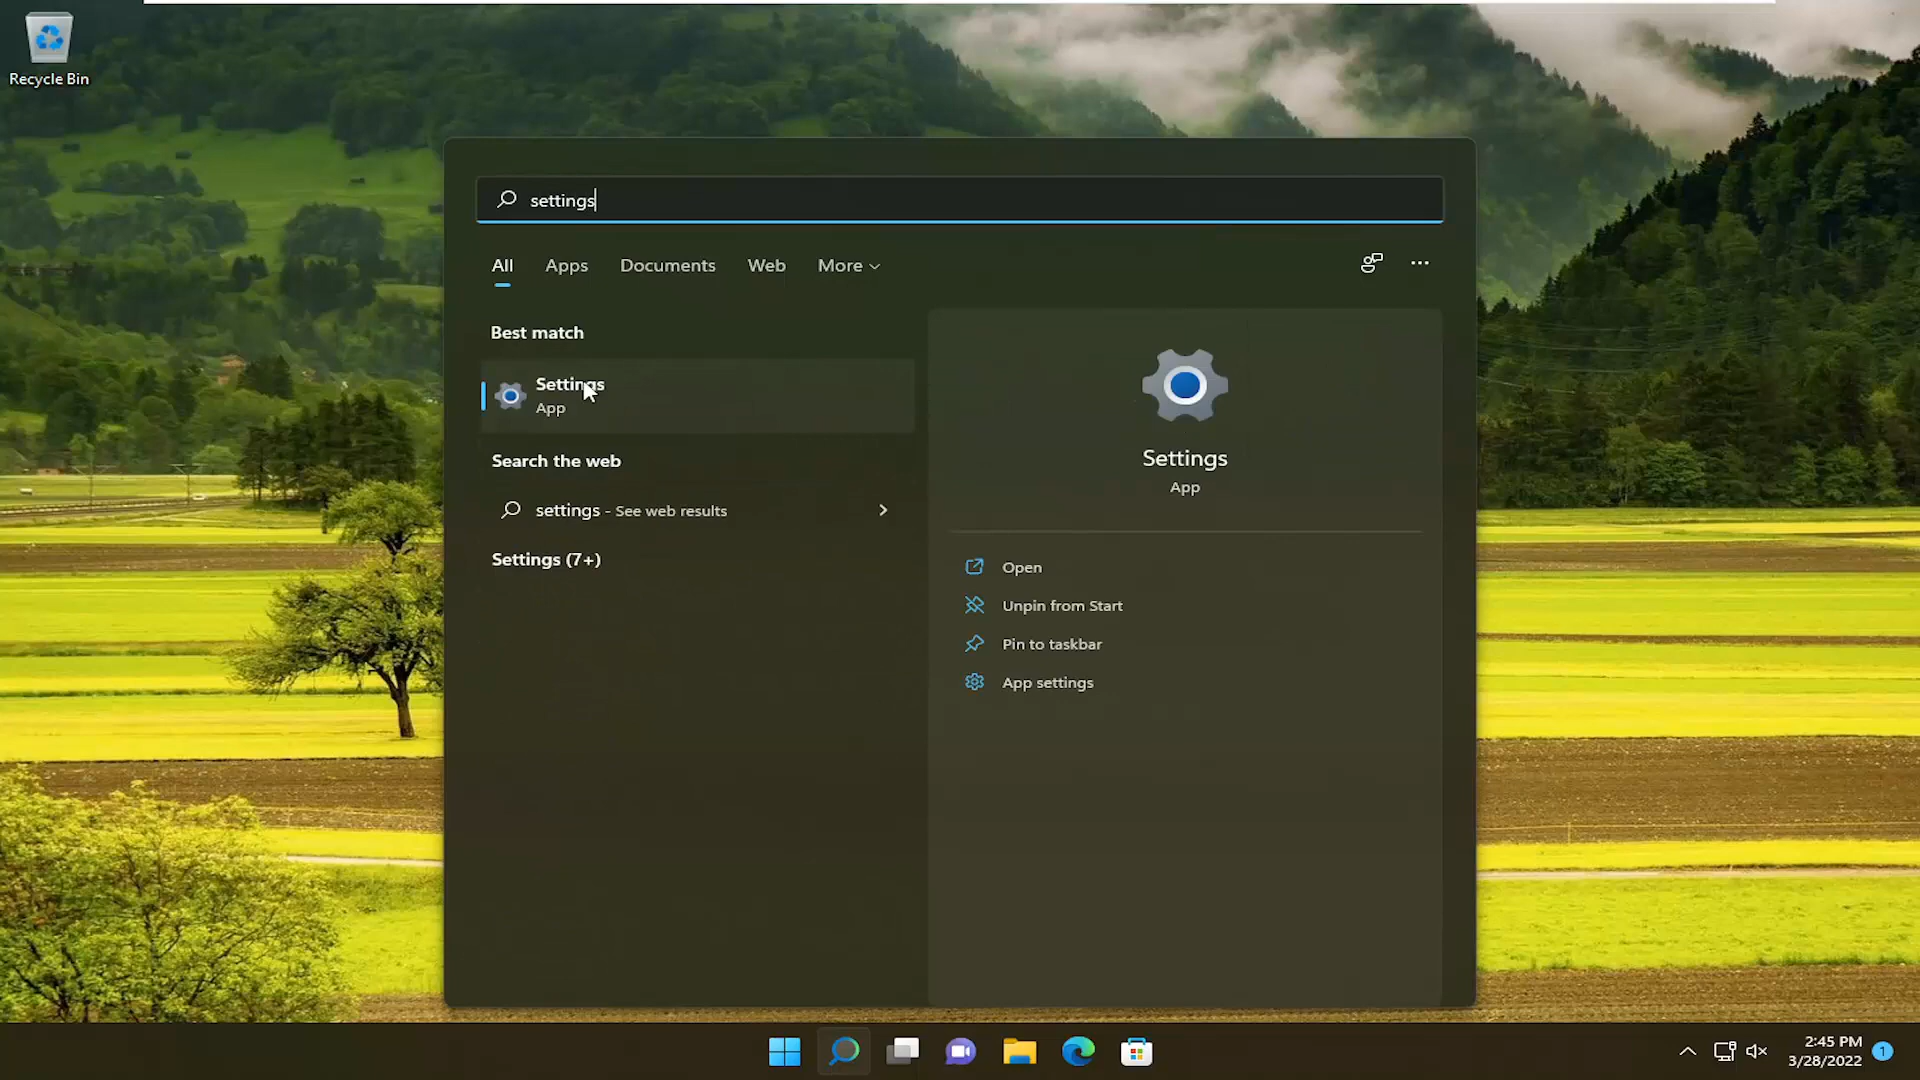 Recycle Bin
settings
All Apps Documents Web More
Best match
Settings
App
Search the web
settings - See web results
Settings (7+)
Settings
App
Open
Unpin from Start
Pin to taskbar
App settings
2:45 PM
3/28/2022
1